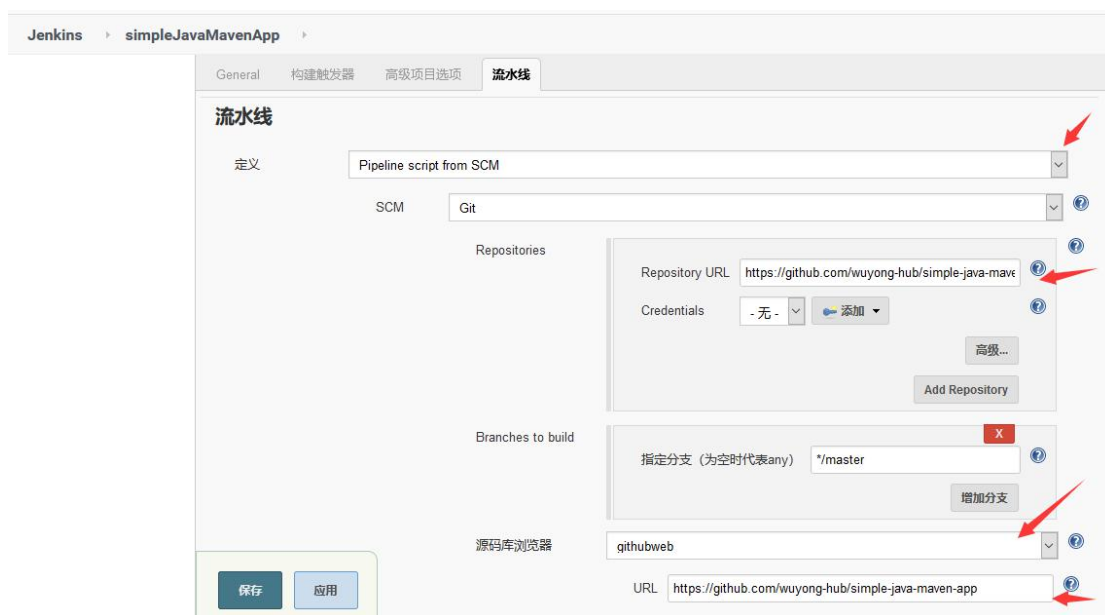 Jenkins simpleJavaMavenApp
General 构建触发器 高级项目选项 流水线
流水线
定义 Pipeline script from SCM
SCM Git
Repositories
Repository URL https://github.com/wuyong-hub/simple-java-mave
Credentials - 无 - 添加
高级...
Add Repository
Branches to build
X
指定分支（为空时代表any） */master
增加分支
源码库浏览器 githubweb
URL https://github.com/wuyong-hub/simple-java-maven-app
保存 应用